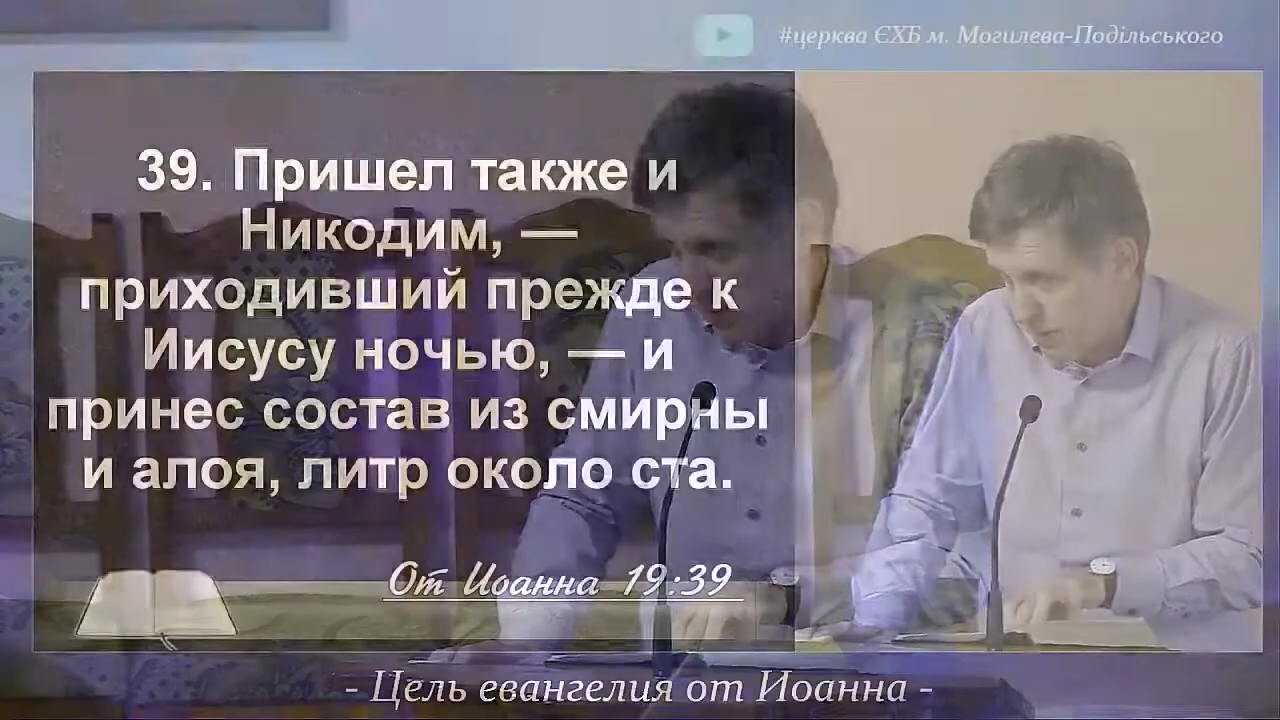 #церква ЄХБ м. Могилева-Подільського
39. Пришел также и
Никодим, —
приходивший прежде к
Иисусу ночью, — и
принес состав из смирны
и алоя, литр около ста.
От Иоанна 19:39
- Цель евангелия от Иоанна -